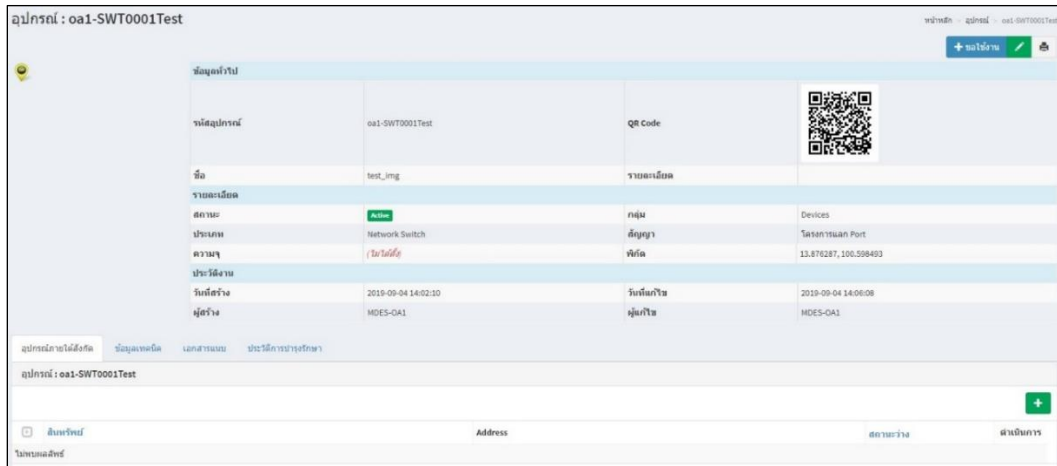 อุปกรณ์ : oa1-SWT0001Test
หน้าหลัก > อุปกรณ์ > oa1-SWT0001Test
+ ขอใช้งาน
ข้อมูลทั่วไป
รหัสอุปกรณ์ oa1-SWT0001Test QR Code
ชื่อ test_img รายละเอียด
รายละเอียด
สถานะ Active กลุ่ม Devices
ประเภท Network Switch สัญญา โครงการแลก Port
ความจุ (ไม่ได้ตั้ง) พิกัด 13.876287, 100.598493
ประวัติงาน
วันที่สร้าง 2019-09-04 14:02:10 วันที่แก้ไข 2019-09-04 14:06:08
ผู้สร้าง MDES-OA1 ผู้แก้ไข MDES-OA1
อุปกรณ์ภายใต้สังกัด ข้อมูลเทคนิค เอกสารแนบ ประวัติการบำรุงรักษา
อุปกรณ์ : oa1-SWT0001Test
+
สินทรัพย์ Address สถานะว่าง ดำเนินการ
ไม่พบผลลัพธ์